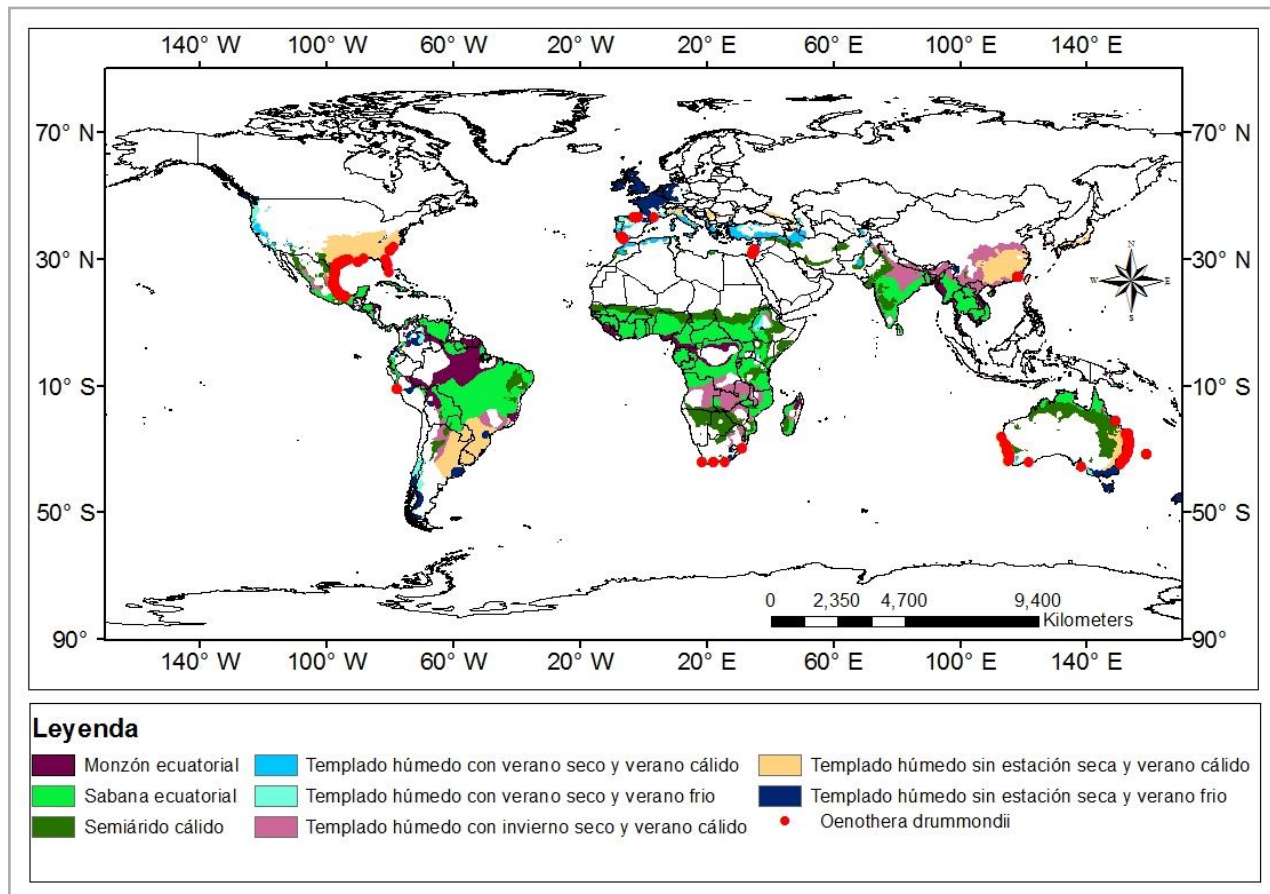 140° W 100° W 60° W 20° W 20° E 60° E 100° E 140° E
70° N 70° N
30° N 30° N
N
W E
S
10° S 10° S
50° S 50° S
0 2,350 4,700 9,400
Kilometers
90° 90°
140° W 100° W 60° W 20° W 20° E 60° E 100° E 140° E
Leyenda
Monzón ecuatorial Templado húmedo con verano seco y verano cálido Templado húmedo sin estación seca y verano cálido
Sabana ecuatorial Templado húmedo con verano seco y verano frio Templado húmedo sin estación seca y verano frio
Semiárido cálido Templado húmedo con invierno seco y verano cálido Oenothera drummondii